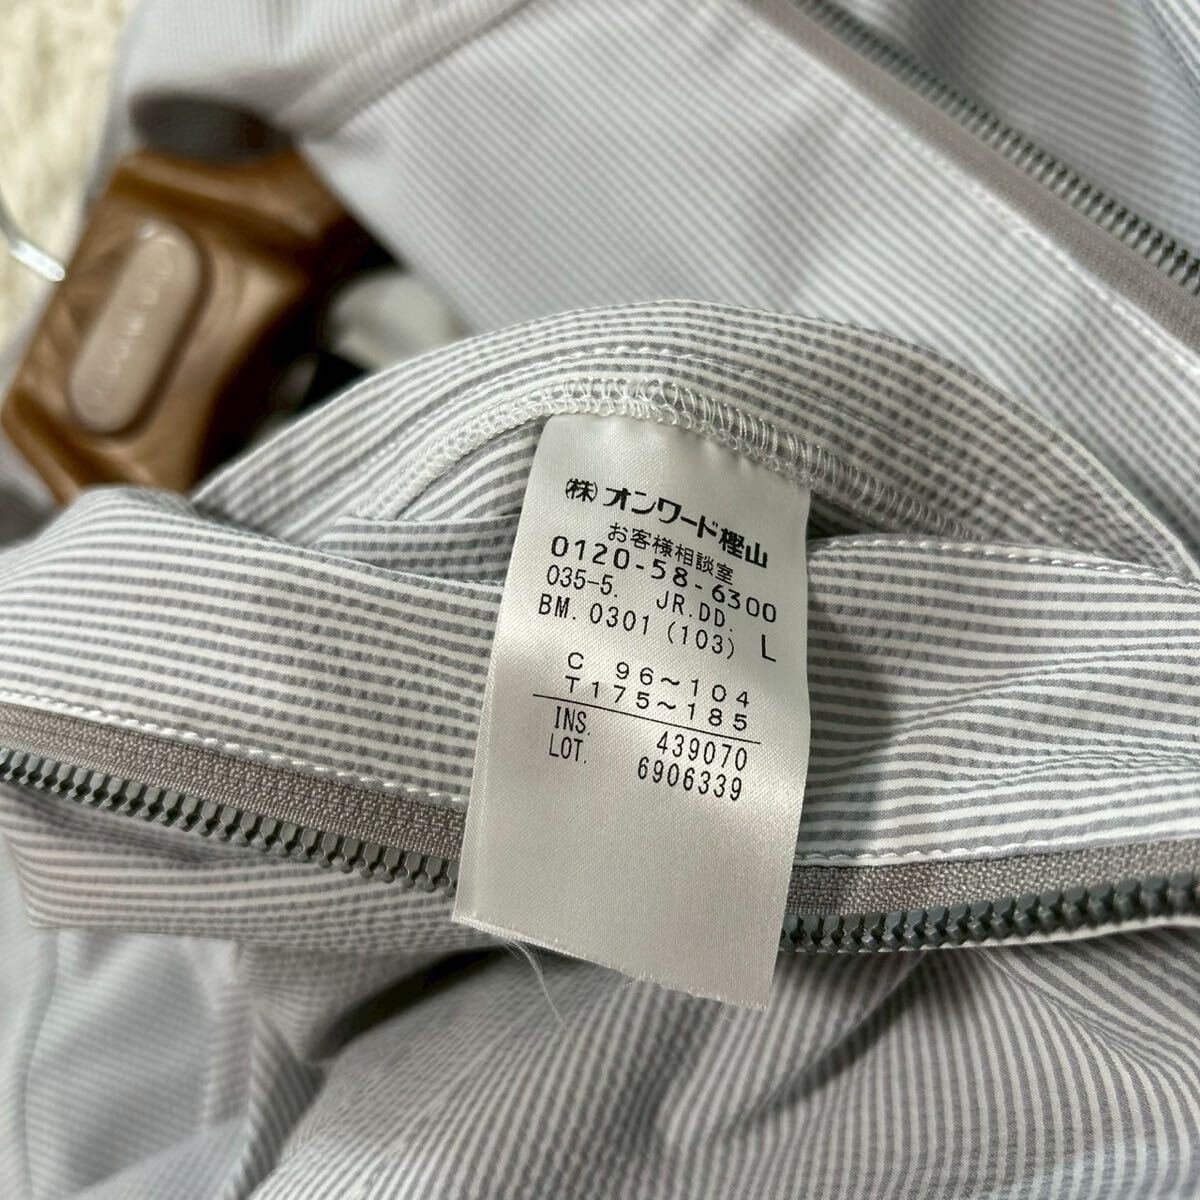 ㈱オンワード樫山
お客様相談室
0120-58-6300
035-5. JR.DD.
BM.0301(103) L
C 96～104
T175～185
INS. 439070
LOT. 6906339